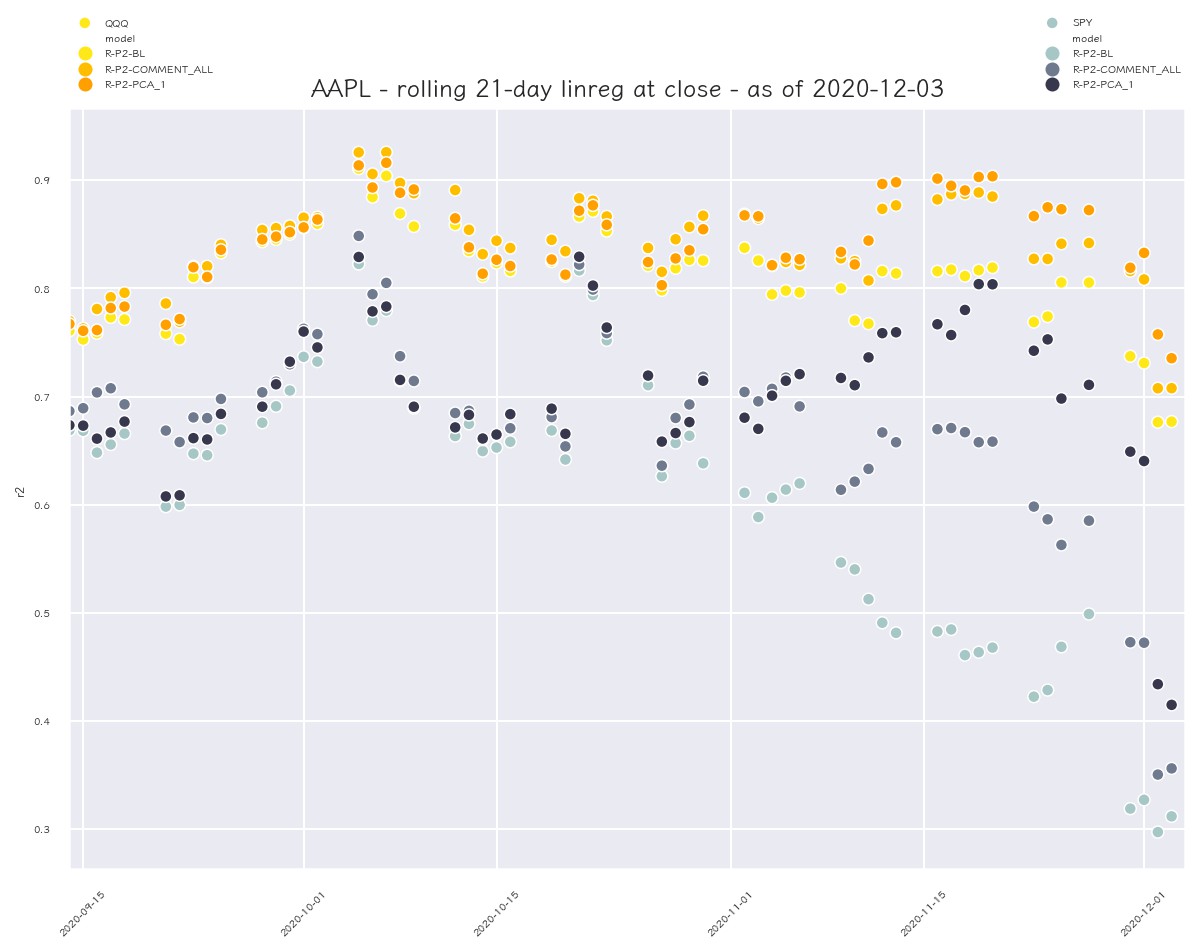 QQQ
model
R-P2-BL
R-P2-COMMENT_ALL
R-P2-PCA_1
SPY
model
R-P2-BL
R-P2-COMMENT_ALL
R-P2-PCA_1
AAPL - rolling 21-day linreg at close - as of 2020-12-03
0.9
0.8
0.7
0.6
0.5
0.4
0.3
r2
2020-09-15
2020-10-01
2020-10-15
2020-11-01
2020-11-15
2020-12-01